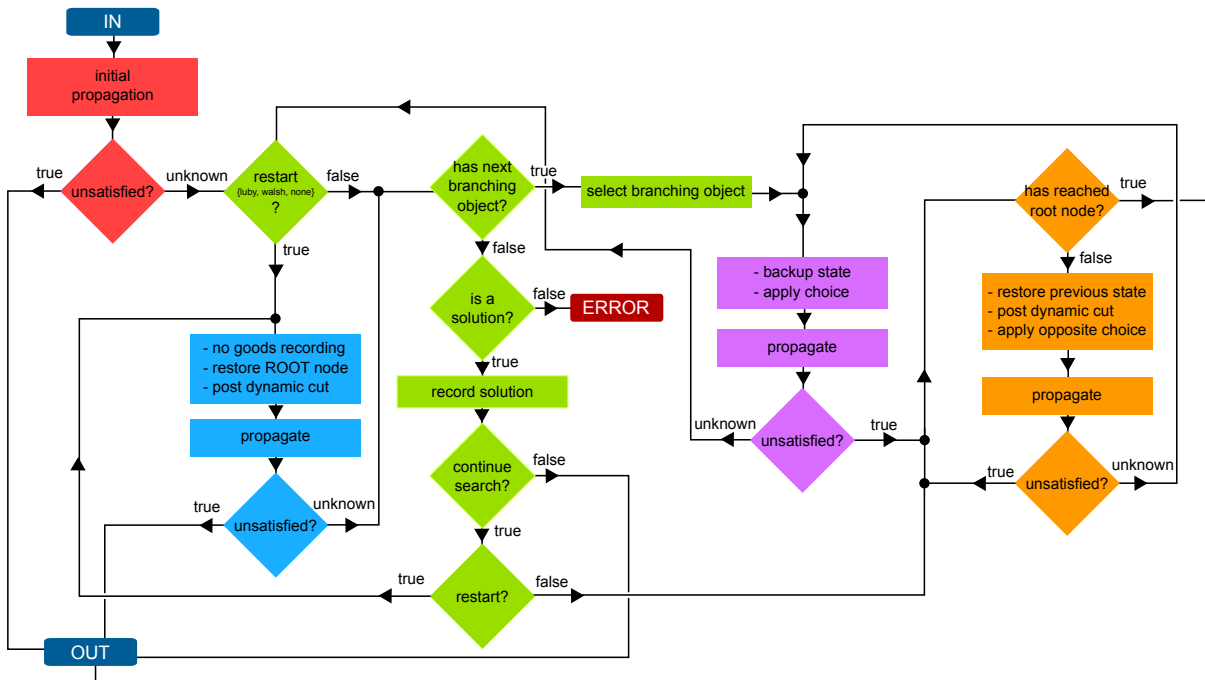 IN
initial
propagation
true
unsatisfied?
unknown
restart
{luby, walsh, none}
?
false
true
has next
branching
object?
true
false
select branching object
is a
solution?
false
ERROR
true
record solution
continue
search?
false
true
restart?
true
false
- no goods recording
- restore ROOT node
- post dynamic cut
propagate
true
unsatisfied?
unknown
- backup state
- apply choice
propagate
unknown
unsatisfied?
true
has reached
root node?
true
false
- restore previous state
- post dynamic cut
- apply opposite choice
propagate
true
unsatisfied?
unknown
OUT